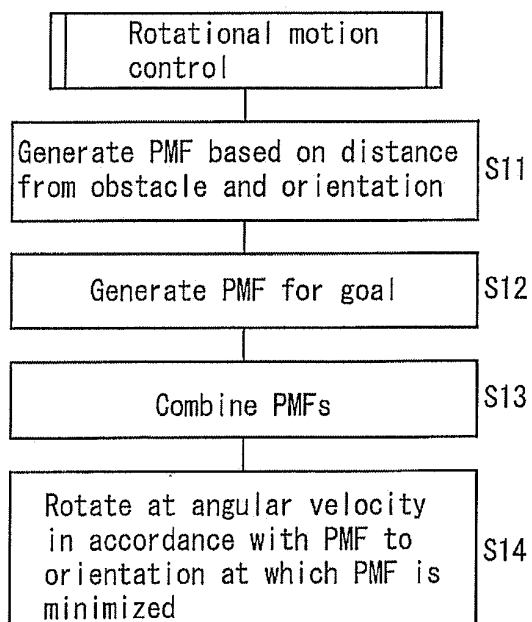 Rotational motion
control
Generate PMF based on distance
from obstacle and orientation
S11
Generate PMF for goal
S12
Combine PMFs
S13
Rotate at angular velocity
in accordance with PMF to
orientation at which PMF is
minimized
S14